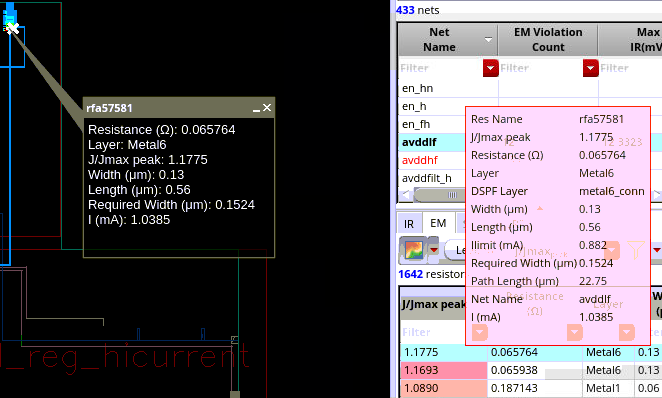 433 nets
Net Name
EM Violation Count
Max IR(mV
Filter
Filter
Filter
en_hn
en_h
en_fh
avddlf
12
12.3323
avddhf
avddfilt_h
rfa57581
Resistance (Ω): 0.065764
Layer: Metal6
J/Jmax peak: 1.1775
Width (μm): 0.13
Length (μm): 0.56
Required Width (μm): 0.1524
I (mA): 1.0385
Res Name rfa57581
J/Jmax peak 1.1775
Resistance (Ω) 0.065764
Layer Metal6
DSPF Layer metal6_conn
Width (μm) 0.13
Length (μm) 0.56
Ilimit (mA) 0.882
Required Width (μm) 0.1524
Path Length (μm) 22.75
Net Name avddlf
I (mA) 1.0385
IR
EM
Le
J/Jmax
1642 resistor
J/Jmax peak
Resistance (Ω)
Layer
W
Filter
1.1775 0.065764 Metal6 0.13
1.1693 0.065938 Metal6 0.13
1.0890 0.187143 Metal1 0.06
_reg_hicurrent